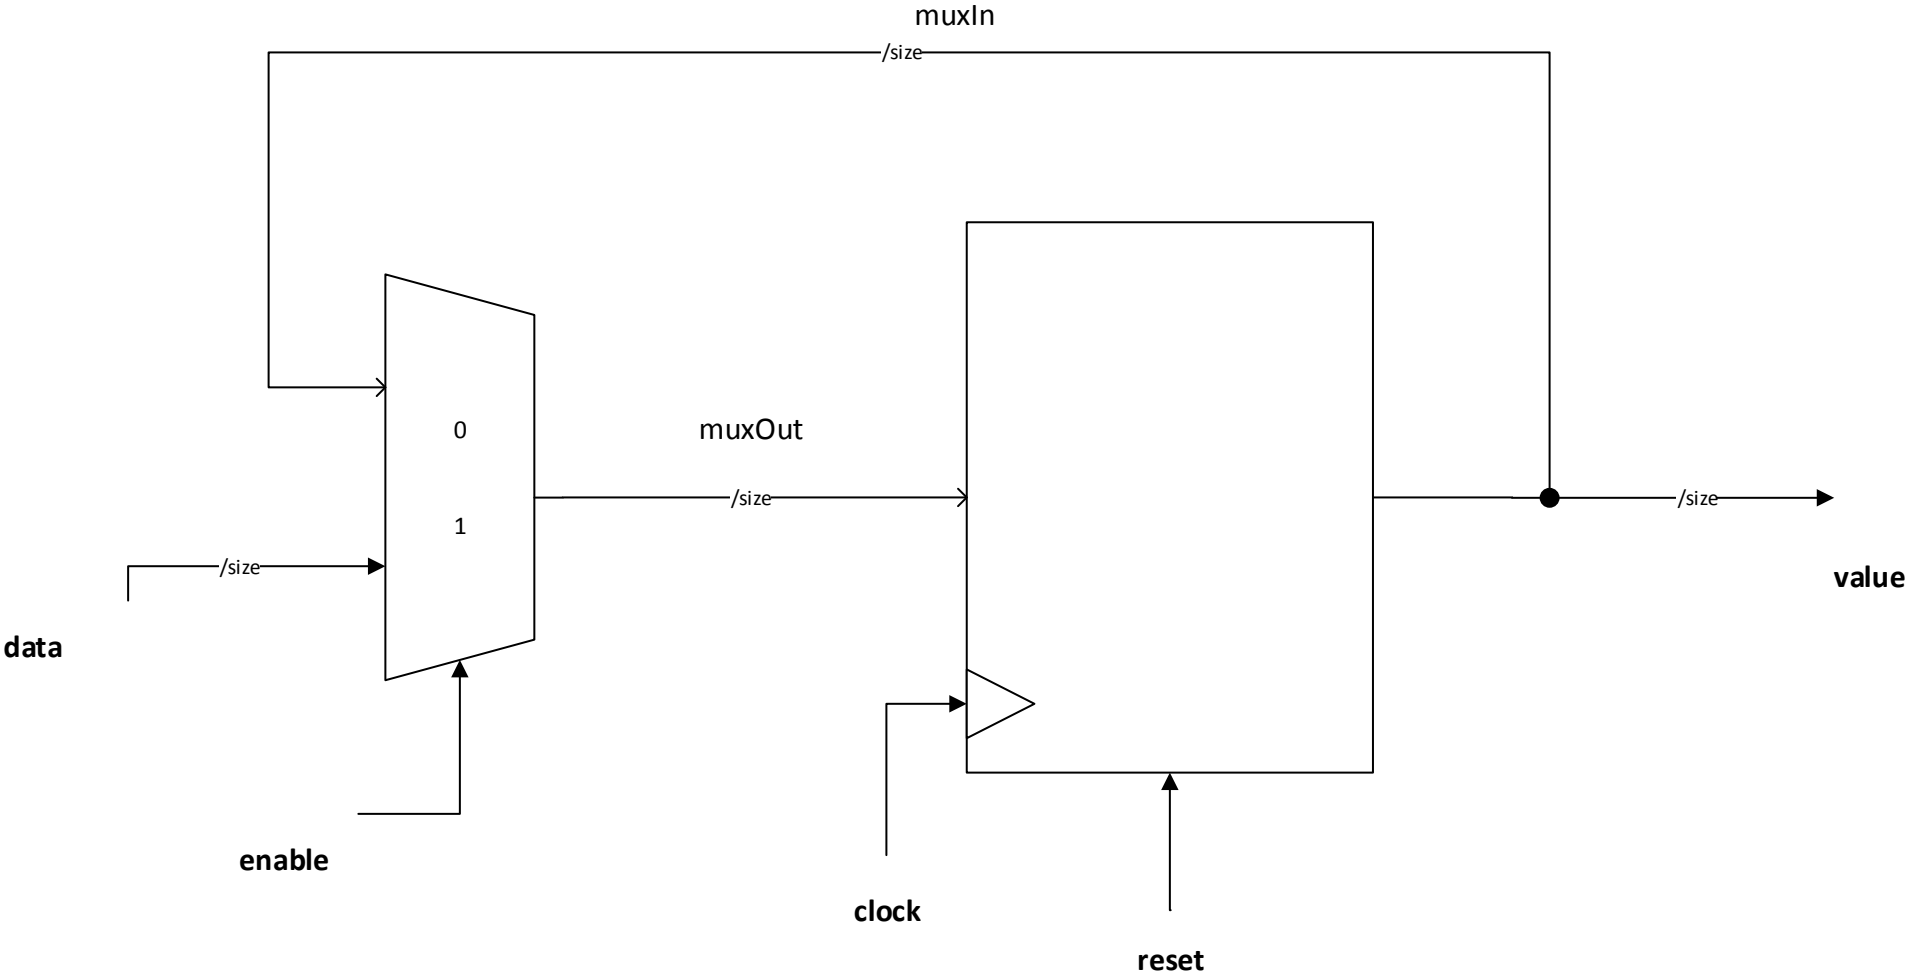 muxIn
/size
0
muxOut
/size
/size
1
/size
value
data
enable
clock
reset